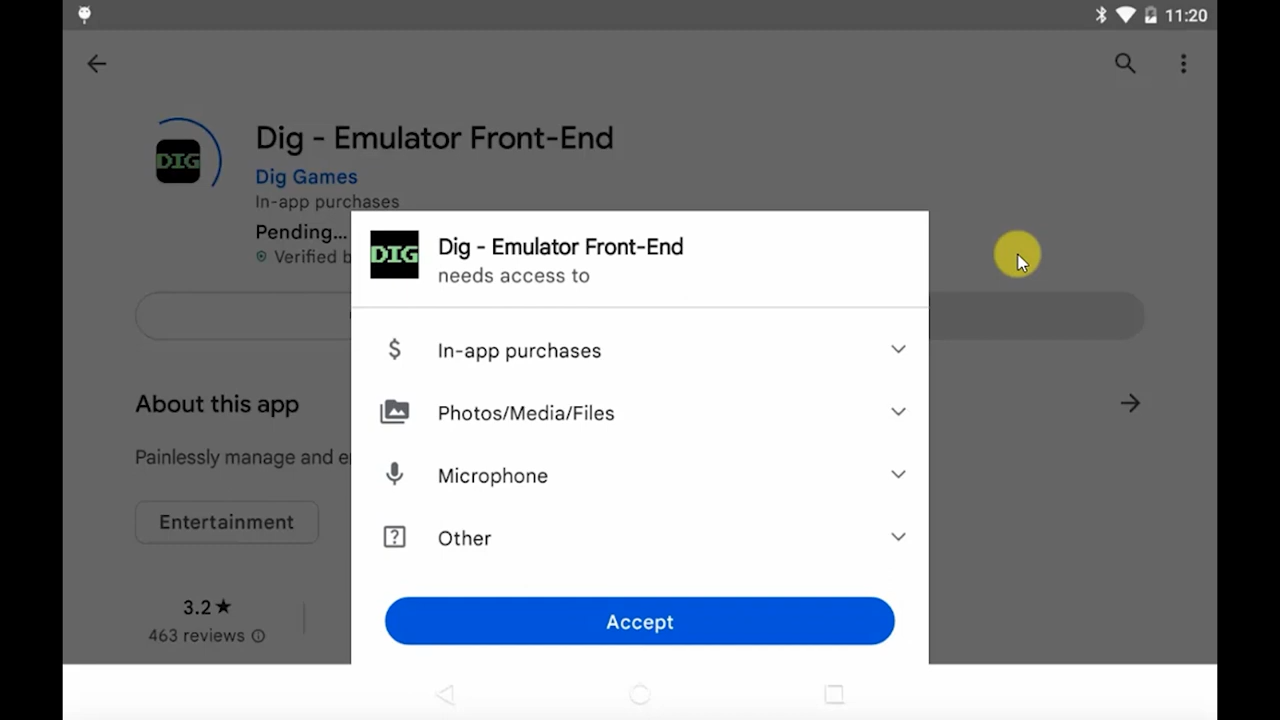 11:20
DIG
Dig - Emulator Front-End
Dig Games
In-app purchases
Pending...
Verified b
DIG
Dig - Emulator Front-End
needs access to
$ In-app purchases
Photos/Media/Files
Microphone
? Other
Accept
About this app
Painlessly manage and
Entertainment
3.2★
463 reviews